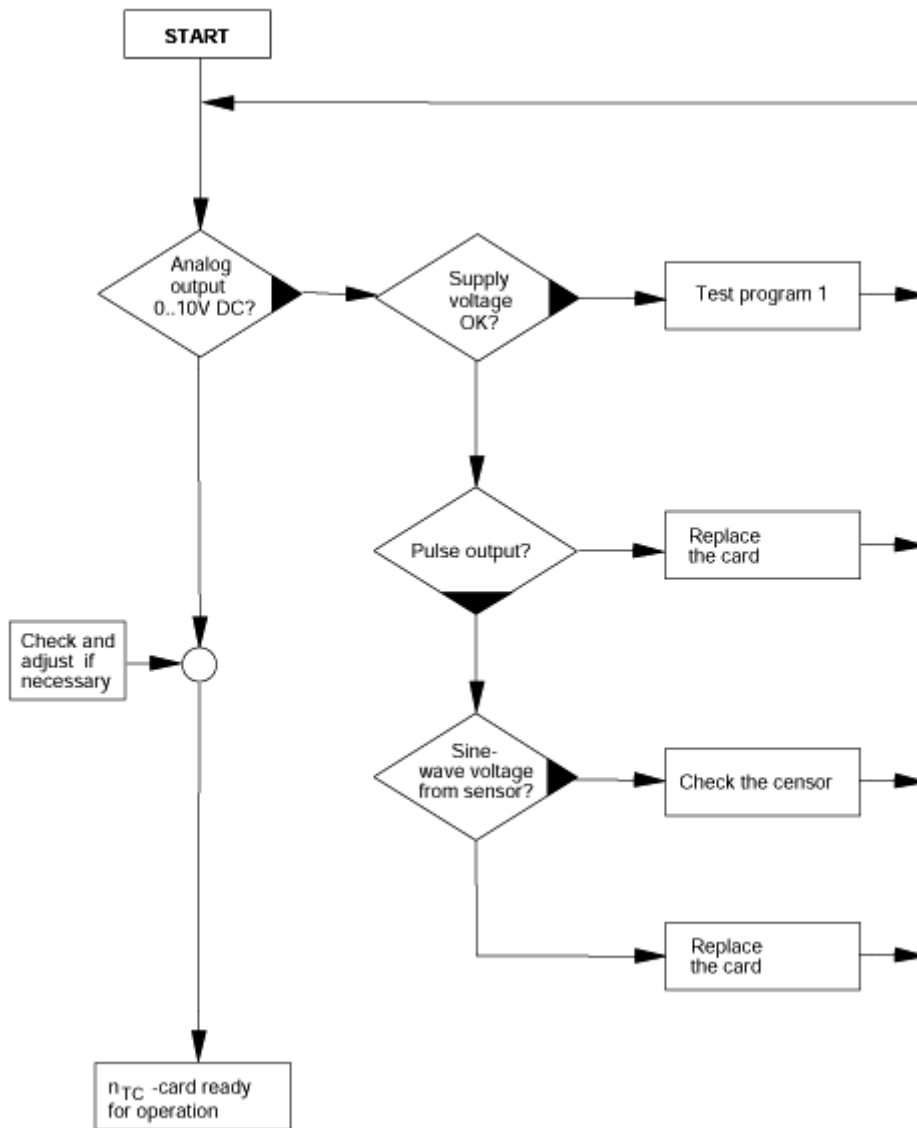 START
Analog
output
0..10V DC?
Supply
voltage
OK?
Test program 1
Pulse output?
Replace
the card
Check and
adjust if
necessary
Sine-
wave voltage
from sensor?
Check the censor
Replace
the card
nTC -card ready
for operation